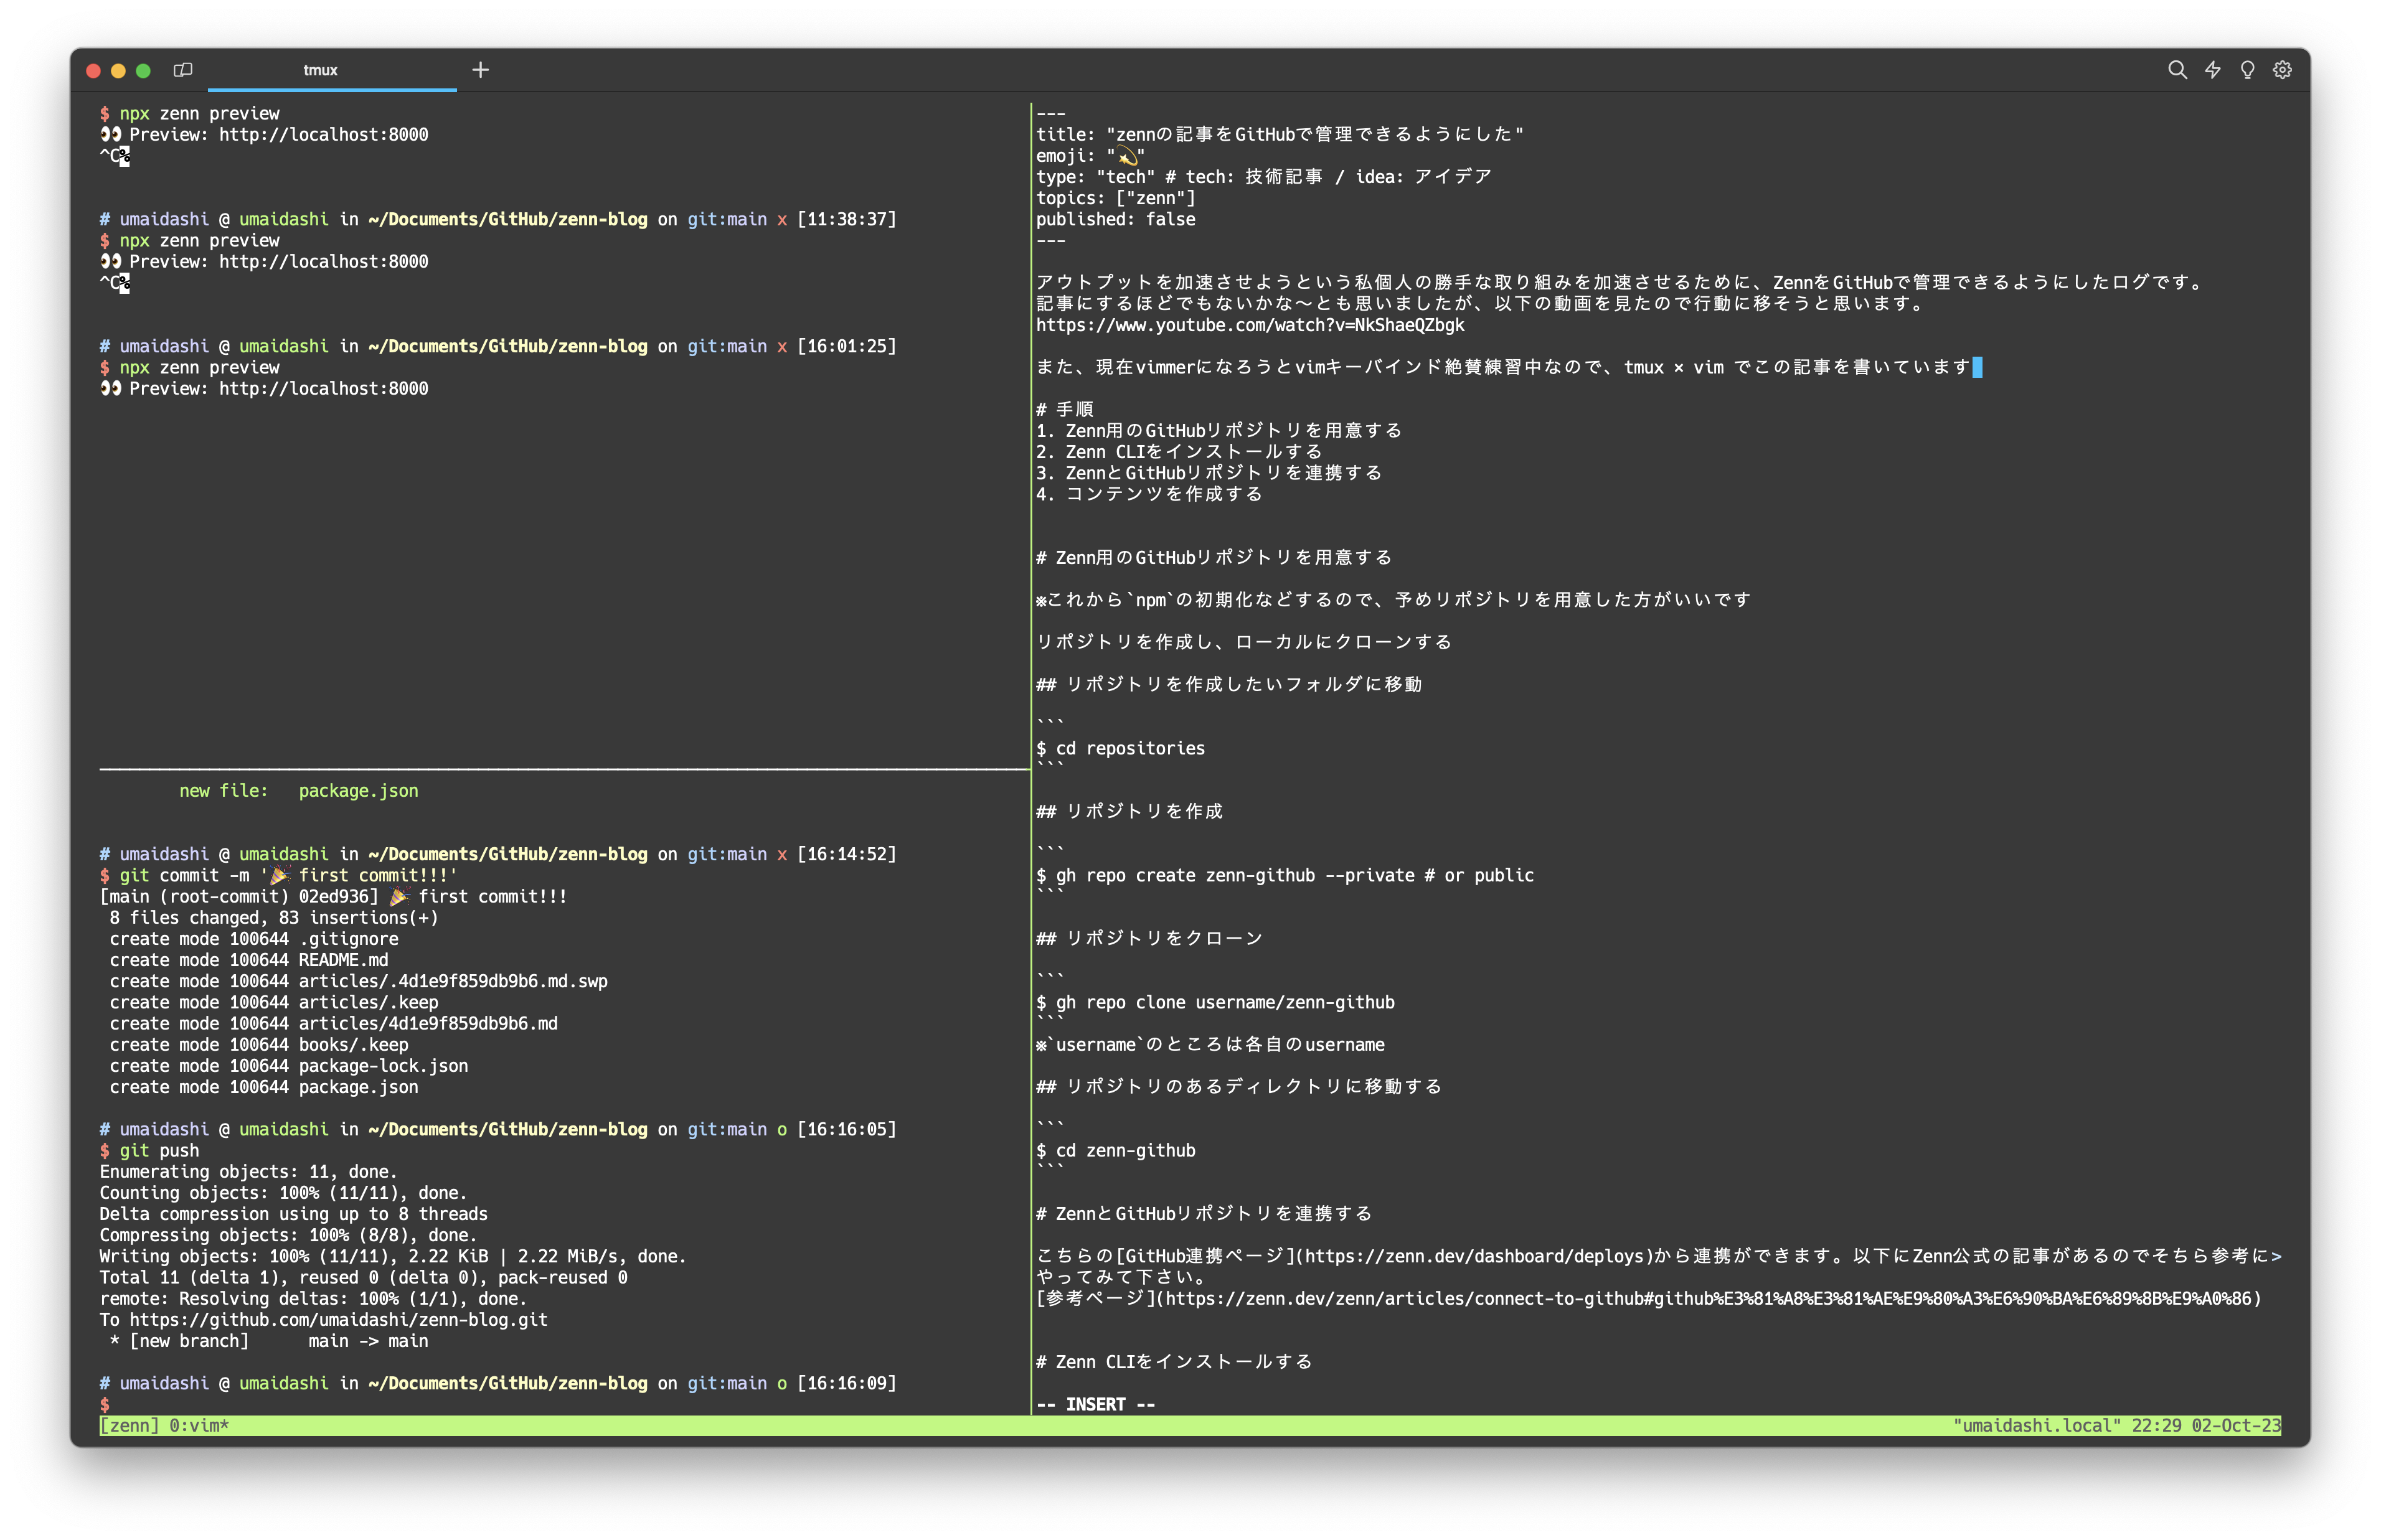 tmux
$ npx zenn preview
👀 Preview: http://localhost:8000
^C%
# umaidashi @ umaidashi in ~/Documents/GitHub/zenn-blog on git:main x [11:38:37]
$ npx zenn preview
👀 Preview: http://localhost:8000
^C%
# umaidashi @ umaidashi in ~/Documents/GitHub/zenn-blog on git:main x [16:01:25]
$ npx zenn preview
👀 Preview: http://localhost:8000
new file:   package.json
# umaidashi @ umaidashi in ~/Documents/GitHub/zenn-blog on git:main x [16:14:52]
$ git commit -m '🎉 first commit!!!'
[main (root-commit) 02ed936] 🎉 first commit!!!
 8 files changed, 83 insertions(+)
 create mode 100644 .gitignore
 create mode 100644 README.md
 create mode 100644 articles/.4d1e9f859db9b6.md.swp
 create mode 100644 articles/.keep
 create mode 100644 articles/4d1e9f859db9b6.md
 create mode 100644 books/.keep
 create mode 100644 package-lock.json
 create mode 100644 package.json
# umaidashi @ umaidashi in ~/Documents/GitHub/zenn-blog on git:main o [16:16:05]
$ git push
Enumerating objects: 11, done.
Counting objects: 100% (11/11), done.
Delta compression using up to 8 threads
Compressing objects: 100% (8/8), done.
Writing objects: 100% (11/11), 2.22 KiB | 2.22 MiB/s, done.
Total 11 (delta 1), reused 0 (delta 0), pack-reused 0
remote: Resolving deltas: 100% (1/1), done.
To https://github.com/umaidashi/zenn-blog.git
 * [new branch]      main -> main
# umaidashi @ umaidashi in ~/Documents/GitHub/zenn-blog on git:main o [16:16:09]
$
---
title: "zennの記事をGitHubで管理できるようにした"
emoji: "💫"
type: "tech" # tech: 技術記事 / idea: アイデア
topics: ["zenn"]
published: false
---
アウトプットを加速させようという私個人の勝手な取り組みを加速させるために、ZennをGitHubで管理できるようにしたログです。
記事にするほどでもないかな〜とも思いましたが、以下の動画を見たので行動に移そうと思います。
https://www.youtube.com/watch?v=NkShaeQZbgk
また、現在vimmerになろうとvimキーバインド絶賛練習中なので、tmux × vim でこの記事を書いています
# 手順
1. Zenn用のGitHubリポジトリを用意する
2. Zenn CLIをインストールする
3. ZennとGitHubリポジトリを連携する
4. コンテンツを作成する
# Zenn用のGitHubリポジトリを用意する
※これから`npm`の初期化などするので、予めリポジトリを用意した方がいいです
リポジトリを作成し、ローカルにクローンする
## リポジトリを作成したいフォルダに移動
```
$ cd repositories
```
## リポジトリを作成
```
$ gh repo create zenn-github --private # or public
```
## リポジトリをクローン
```
$ gh repo clone username/zenn-github
```
※`username`のところは各自のusername
## リポジトリのあるディレクトリに移動する
```
$ cd zenn-github
```
# ZennとGitHubリポジトリを連携する
こちらの[GitHub連携ページ](https://zenn.dev/dashboard/deploys)から連携ができます。以下にZenn公式の記事があるのでそちら参考に>
やってみて下さい。
[参考ページ](https://zenn.dev/zenn/articles/connect-to-github#github%E3%81%A8%E3%81%AE%E9%80%A3%E6%90%BA%E6%89%8B%E9%A0%86)
# Zenn CLIをインストールする
-- INSERT --
[zenn] 0:vim*
"umaidashi.local" 22:29 02-Oct-23